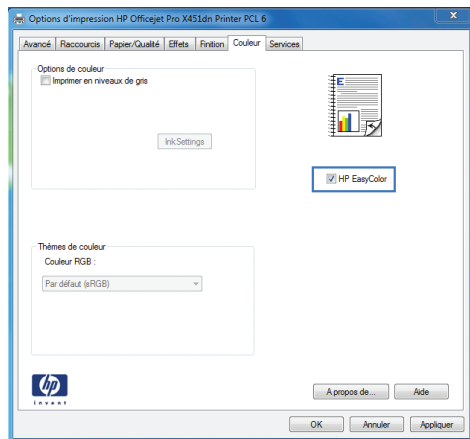 Options d'impression HP Officejet Pro X451dn Printer PCL 6
X
Avancé Raccourcis Papier/Qualité Effets Finition Couleur Services
Options de couleur
Imprimer en niveaux de gris
InkSettings
E
HP EasyColor
Thèmes de couleur
Couleur RGB :
Par défaut (sRGB)
hp
invent
A propos de... Aide
OK Annuler Appliquer